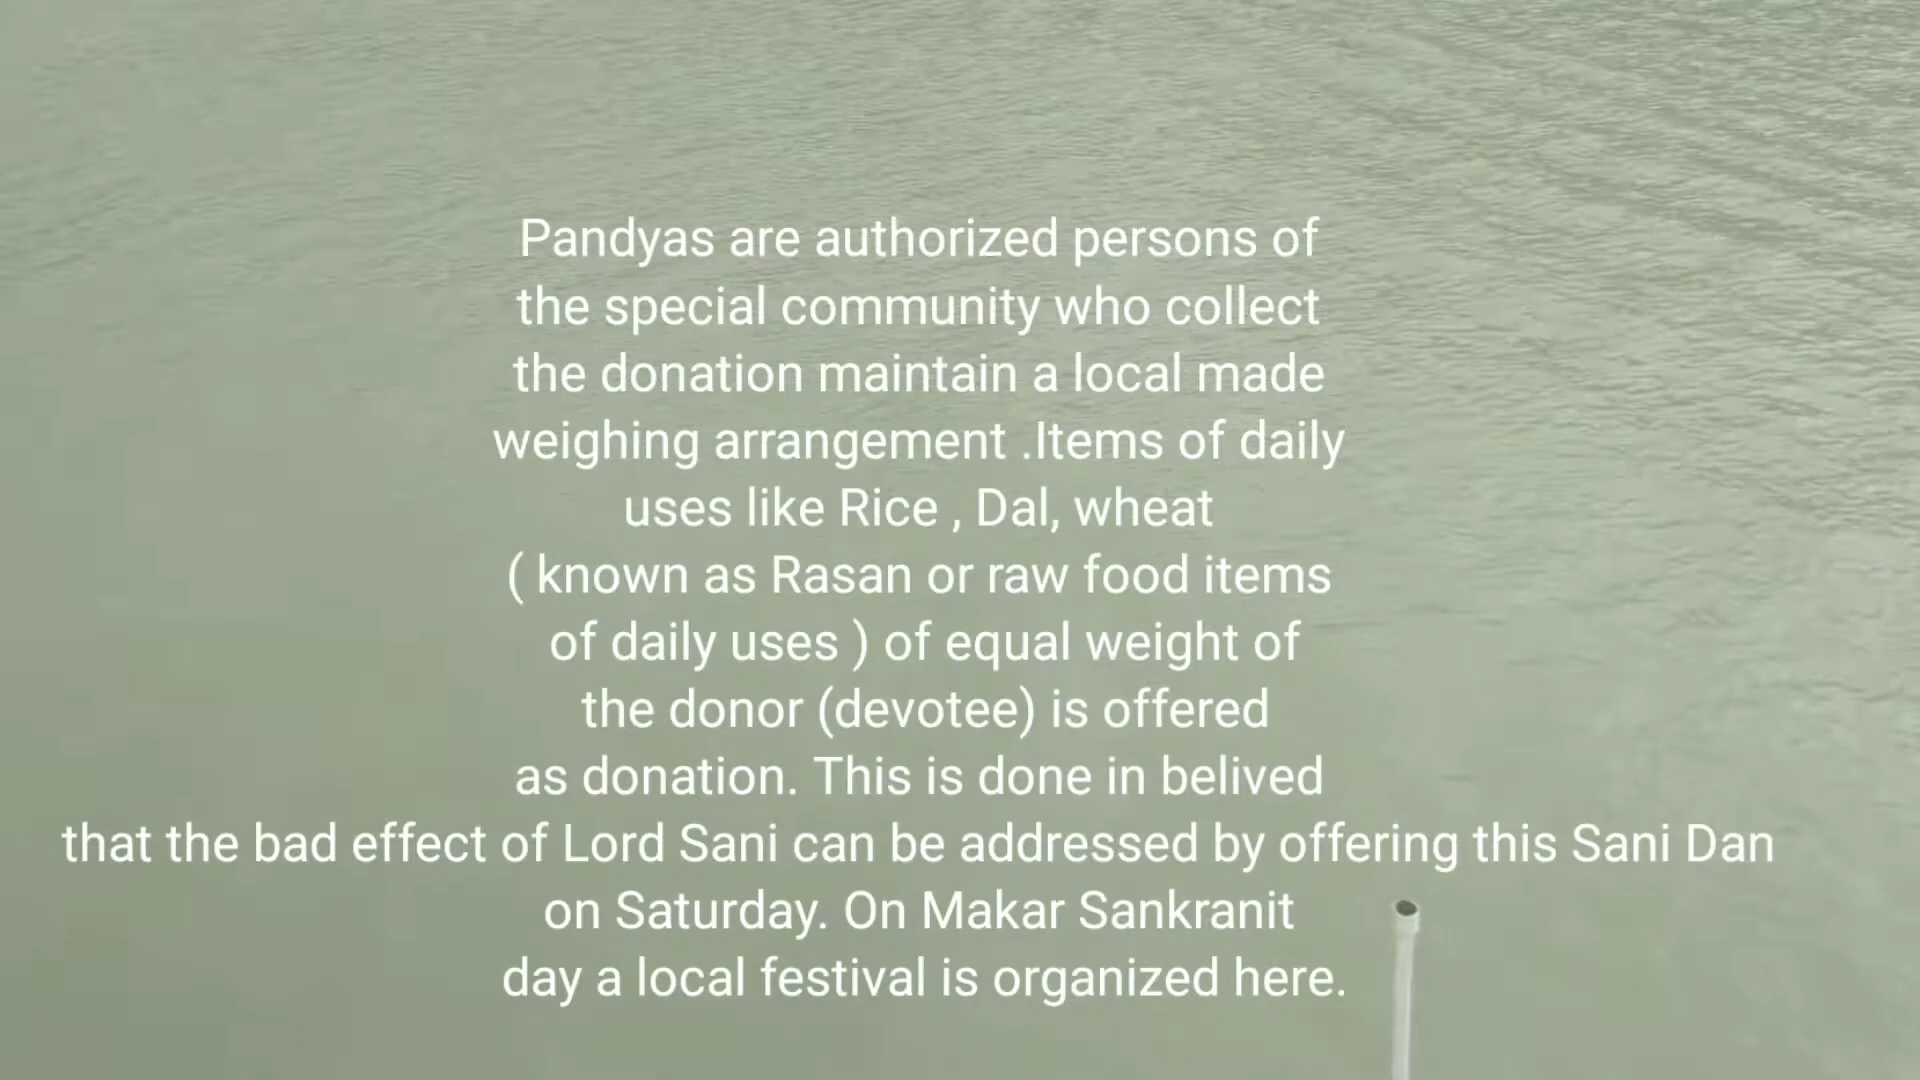 Pandyas are authorized persons of
the special community who collect
the donation maintain a local made
weighing arrangement .Items of daily
uses like Rice , Dal, wheat
( known as Rasan or raw food items
of daily uses ) of equal weight of
the donor (devotee) is offered
as donation. This is done in belived
that the bad effect of Lord Sani can be addressed by offering this Sani Dan
on Saturday. On Makar Sankranit
day a local festival is organized here.